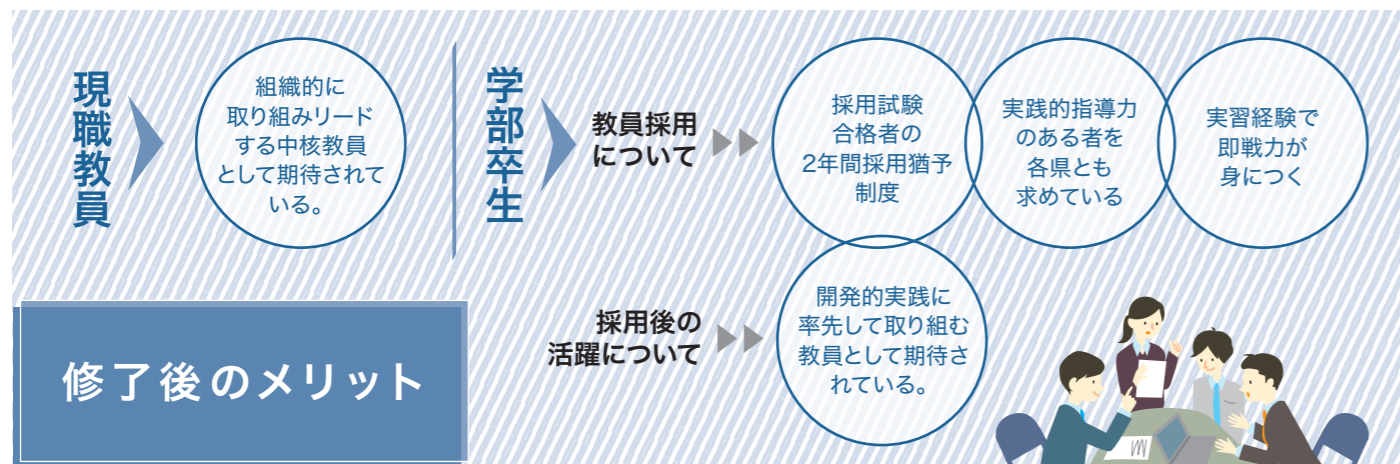 現職教員
組織的に
取り組みリード
する中核教員
として期待されて
いる。
学部卒生
教員採用
について
採用試験
合格者の
2年間採用猶予
制度
実践的指導力
のある者を
各県とも
求めている
実習経験で
即戦力が
身につく
採用後の
活躍について
開発的実践に
率先して取り組む
教員として期待さ
れている。
修了後のメリット